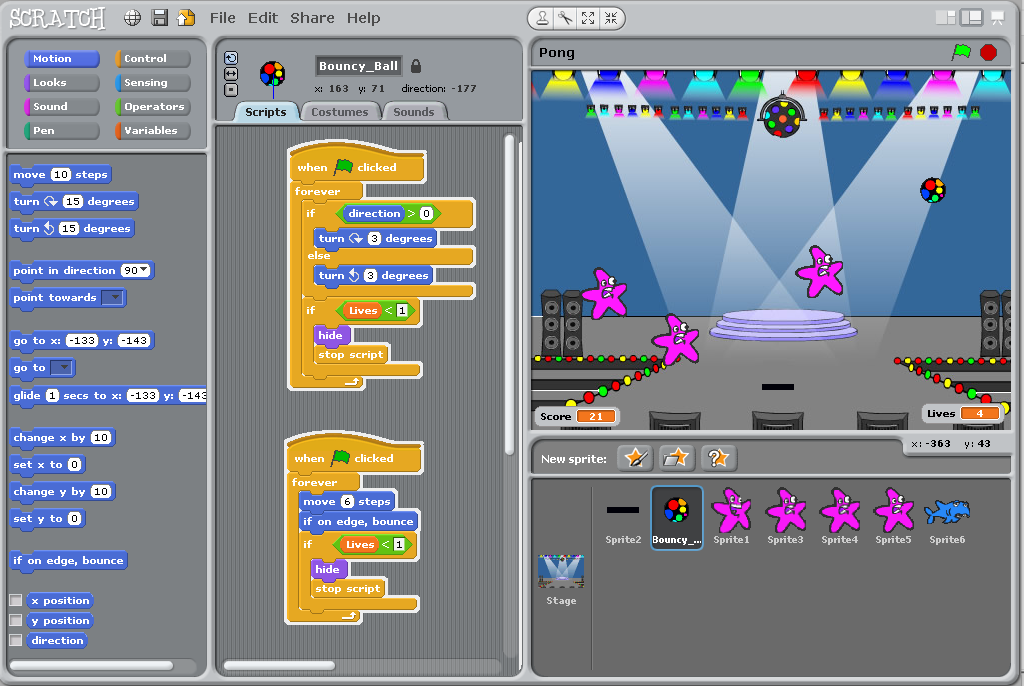 SCRATCH File Edit Share Help
Motion Control
Looks Sensing
Sound Operators
Pen Variables
move 10 steps
turn 15 degrees
turn 15 degrees
point in direction 90
point towards
go to x: -133 y: -143
go to
glide 1 secs to x: -133 y: -143
change x by 10
set x to 0
change y by 10
set y to 0
if on edge, bounce
x position
y position
direction
Bouncy_Ball
x: 163 y: 71 direction: -177
Scripts Costumes Sounds
when clicked
forever
if direction > 0
turn 3 degrees
else
turn 3 degrees
if Lives < 1
hide
stop script
when clicked
forever
move 6 steps
if on edge, bounce
if Lives < 1
hide
stop script
Pong
Score 21
Lives 4
x: -363 y: 43
New sprite:
Sprite2 Bouncy_... Sprite1 Sprite3 Sprite4 Sprite5 Sprite6
Stage